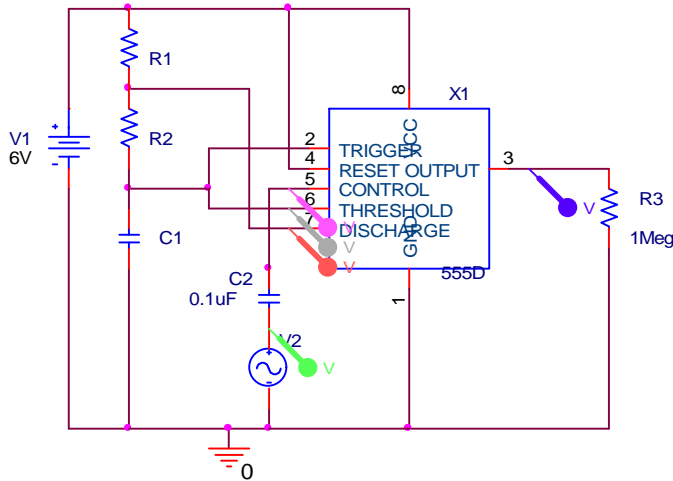 R1
R2
V1
6V
C1
C2
0.1uF
V2
X1
8
VCC
2
TRIGGER
4
RESET OUTPUT
5
CONTROL
6
THRESHOLD
7
DISCHARGE
GND
555D
1
3
R3
1Meg
V
V
V
V
V
0